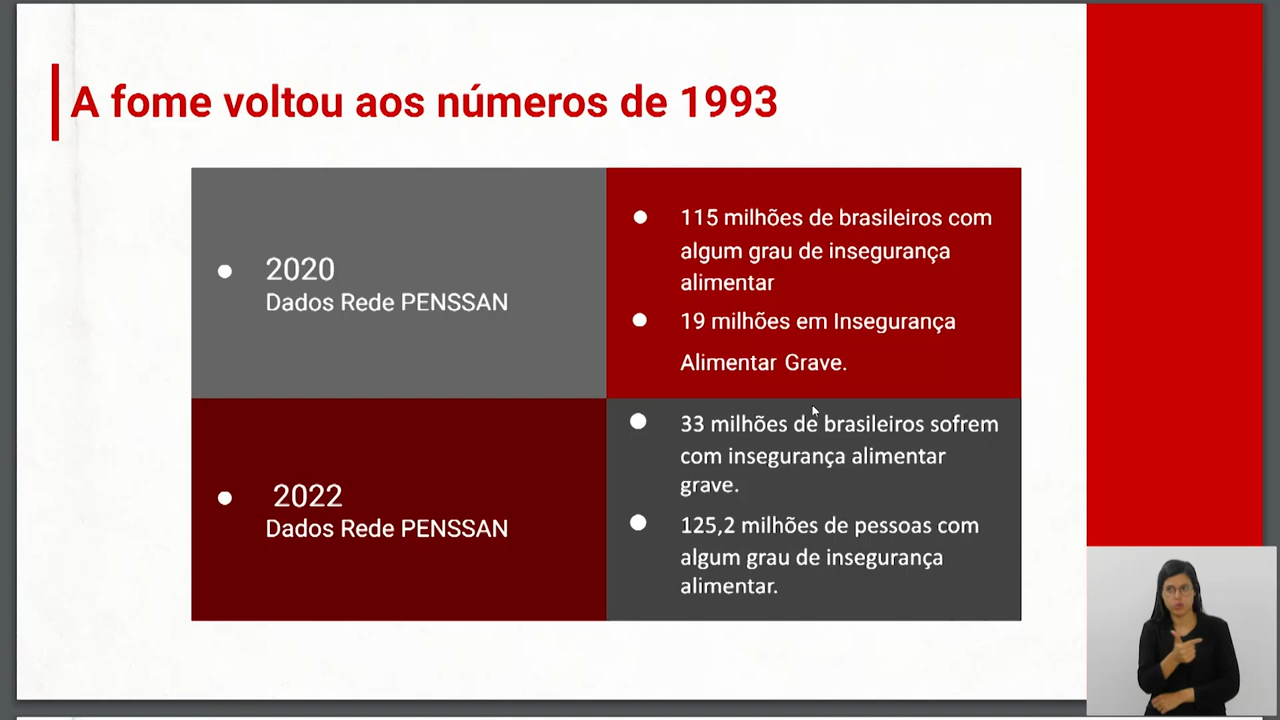 A fome voltou aos números de 1993
2020
Dados Rede PENSSAN
115 milhões de brasileiros com
algum grau de insegurança
alimentar
19 milhões em Insegurança
Alimentar Grave.
2022
Dados Rede PENSSAN
33 milhões de brasileiros sofrem
com insegurança alimentar
grave.
125,2 milhões de pessoas com
algum grau de insegurança
alimentar.